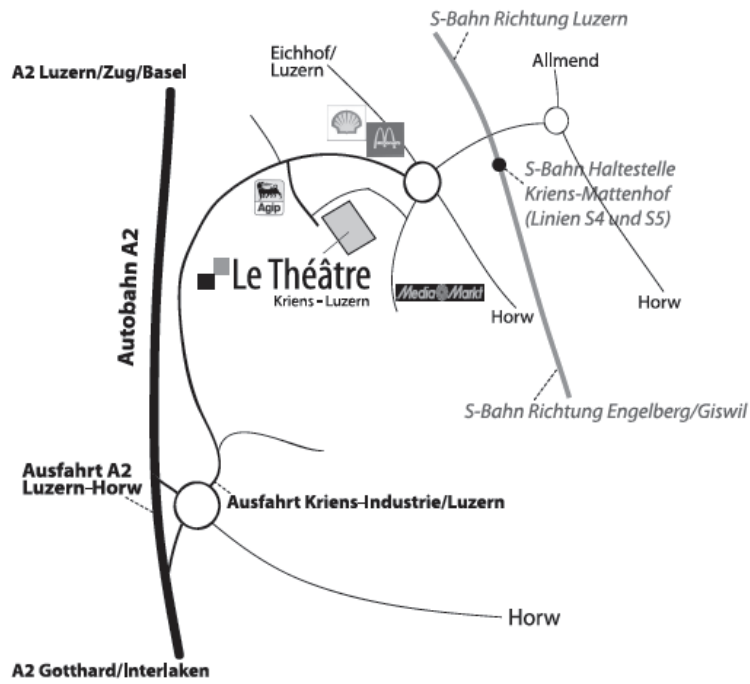 S-Bahn Richtung Luzern
Eichhof/
Luzern
Allmend
A2 Luzern/Zug/Basel
S-Bahn Haltestelle
Kriens-Mattenhof
(Linien S4 und S5)
Agip
Autobahn A2
Le Théâtre
Kriens – Luzern
Media Markt
Horw
Horw
S-Bahn Richtung Engelberg/Giswil
Ausfahrt A2
Luzern-Horw
Ausfahrt Kriens-Industrie/Luzern
Horw
A2 Gotthard/Interlaken